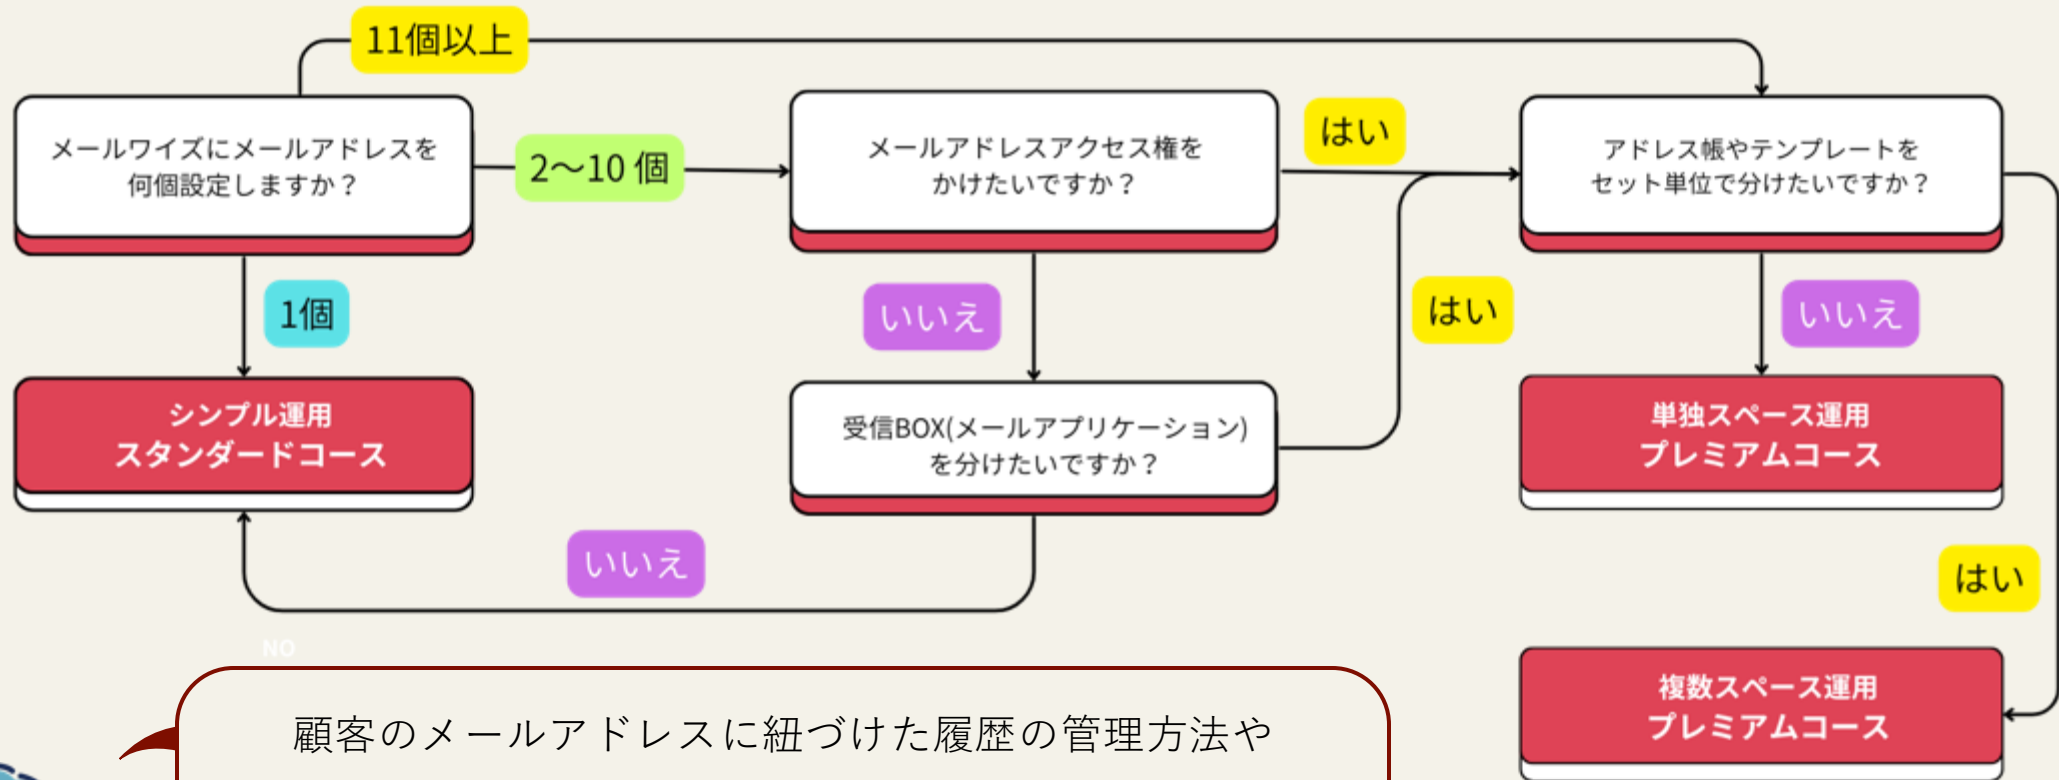 11個以上
メールワイズにメールアドレスを
何個設定しますか？
2〜10 個
メールアドレスアクセス権を
かけたいですか？
はい
アドレス帳やテンプレートを
セット単位で分けたいですか？
1個
いいえ
はい
いいえ
シンプル運用
スタンダードコース
受信BOX(メールアプリケーション)
を分けたいですか？
単独スペース運用
プレミアムコース
いいえ
はい
NO
複数スペース運用
プレミアムコース
顧客のメールアドレスに紐づけた履歴の管理方法や